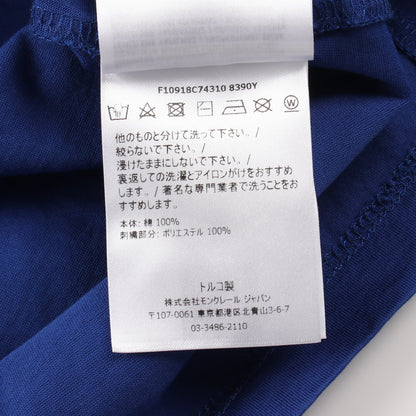 F10918C74310 8390Y
他のものと分けて洗って下さい。/
絞らないで下さい。/
浸けたままにしないで下さい。/
裏返しての洗濯とアイロンがけをおすすめし
ます。/ 著名な専門業者で洗うことをお
すすめします。
本体: 綿 100%
刺繍部分: ポリエステル 100%
トルコ製
株式会社モンクレール ジャパン
〒107-0061 東京都港区北青山3-6-7
03-3486-2110